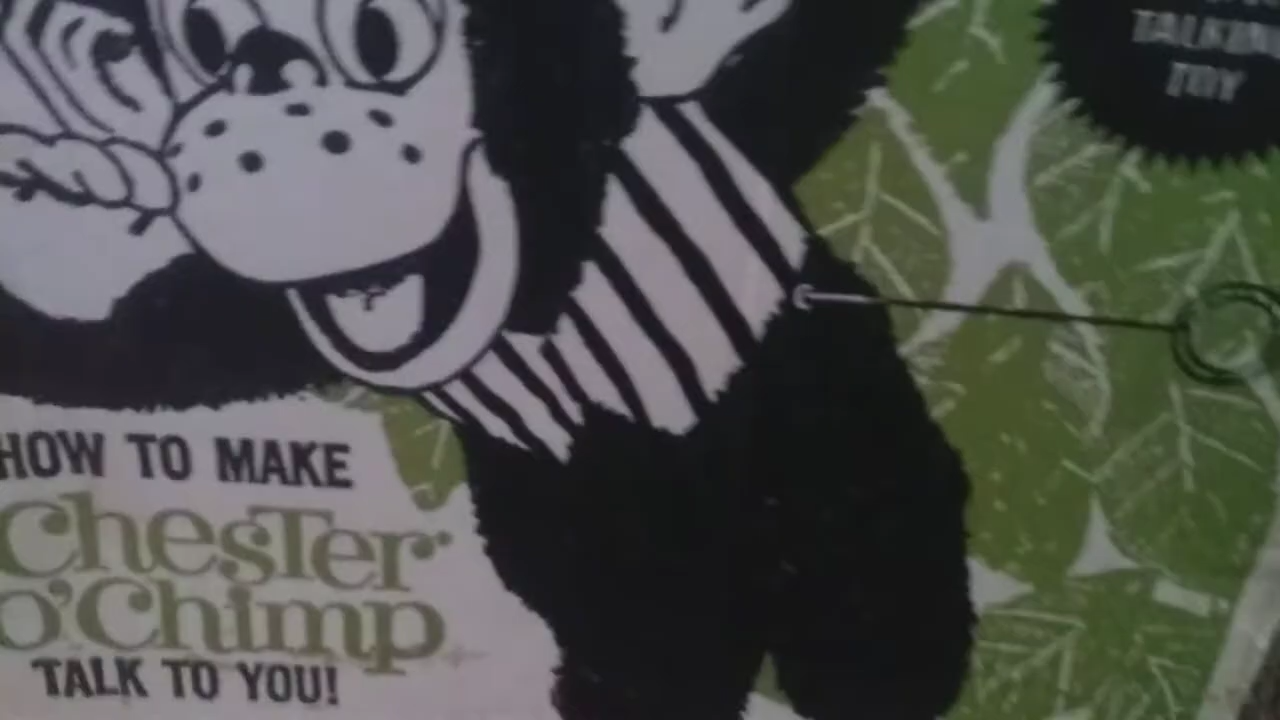 TALKING
TOY
HOW TO MAKE
Chester
O'Chimp
TALK TO YOU!